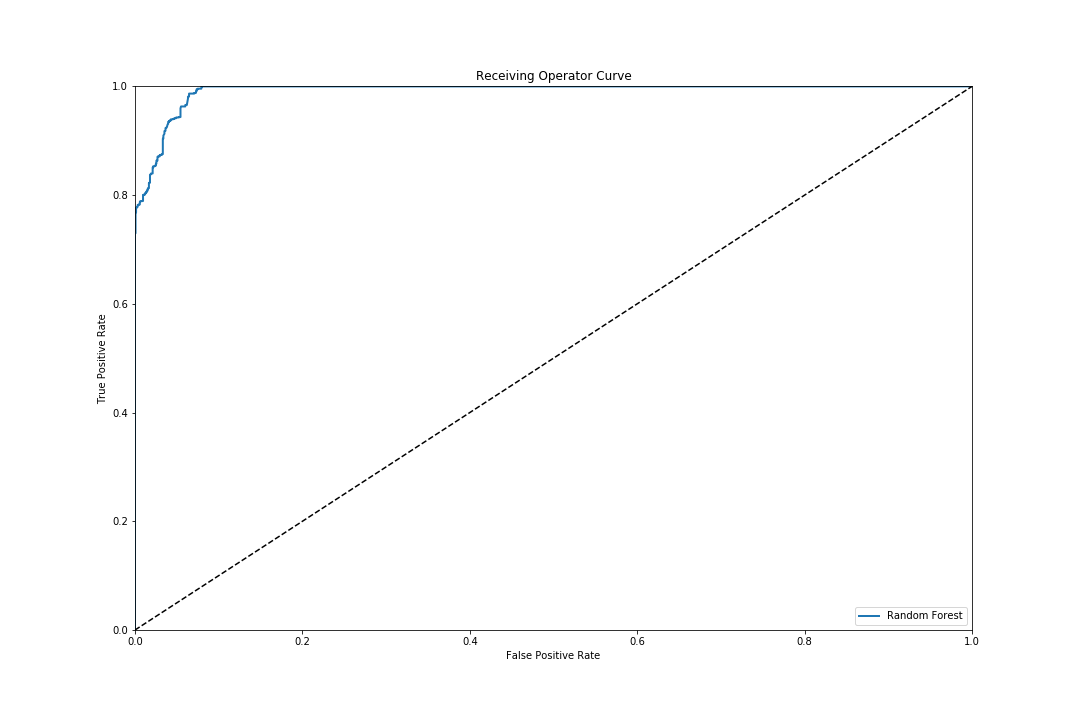 Receiving Operator Curve
1.0
0.8
0.6
0.4
0.2
0.0
True Positive Rate
0.0 0.2 0.4 0.6 0.8 1.0
False Positive Rate
Random Forest